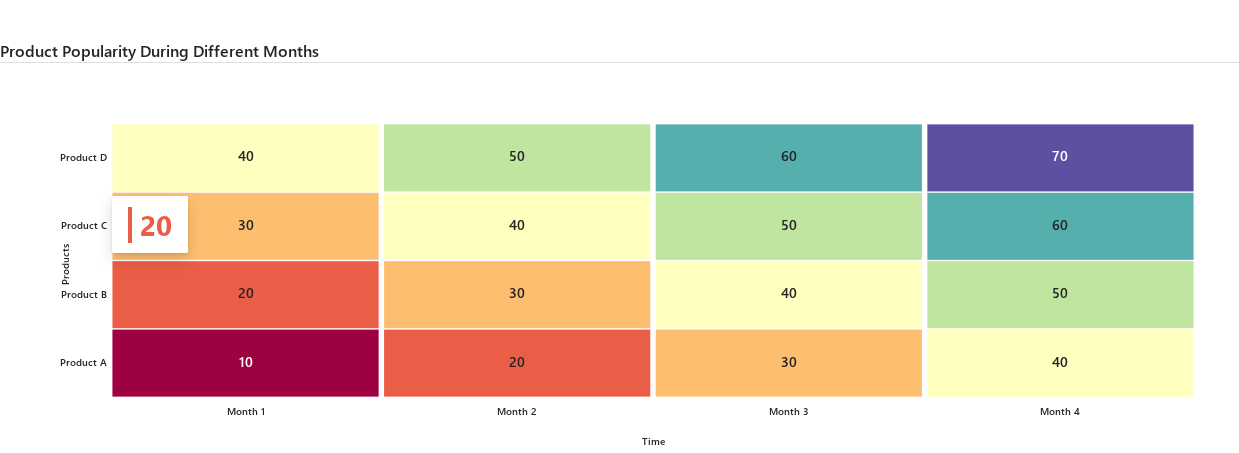 Product Popularity During Different Months
Product D
40
50
60
70
Product C
20
30
40
50
60
Products
Product B
20
30
40
50
Product A
10
20
30
40
Month 1
Month 2
Month 3
Month 4
Time